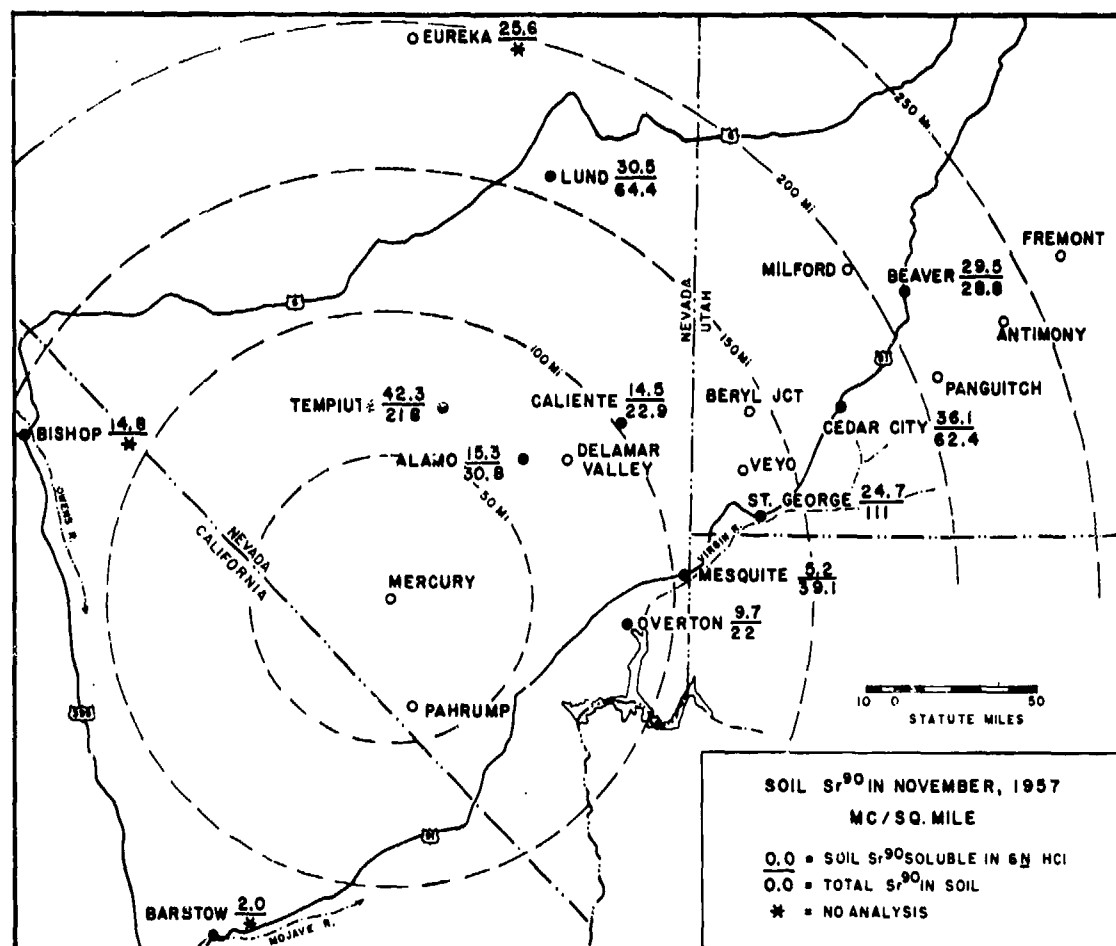 EUREKA 25.6
*
6
250 Mi
LUND 30.5
64.4
200 Mi
FREMONT
MILFORD
BEAVER 29.5
28.8
NEVADA
UTAH
6
ANTIMONY
150 Mi
100 Mi
91
PANGUITCH
TEMPIUTE 42.3
218
CALIENTE 14.5
22.9
BERYL JCT
CEDAR CITY 36.1
62.4
BISHOP 14.8
*
ALAMO 15.3
30.8
DELAMAR
VALLEY
VEYO
50 Mi
ST. GEORGE 24.7
111
OWENS R.
NEVADA
CALIFORNIA
VIRGIN R.
MERCURY
MESQUITE 5.2
39.1
OVERTON 9.7
22
PAHRUMP
10 0 50
STATUTE MILES
395
91
SOIL Sr90 IN NOVEMBER, 1957
MC/SQ. MILE
0.0 = SOIL Sr90 SOLUBLE IN 6N HCl
0.0 = TOTAL Sr90 IN SOIL
* = NO ANALYSIS
BARSTOW 2.0
*
MOJAVE R.